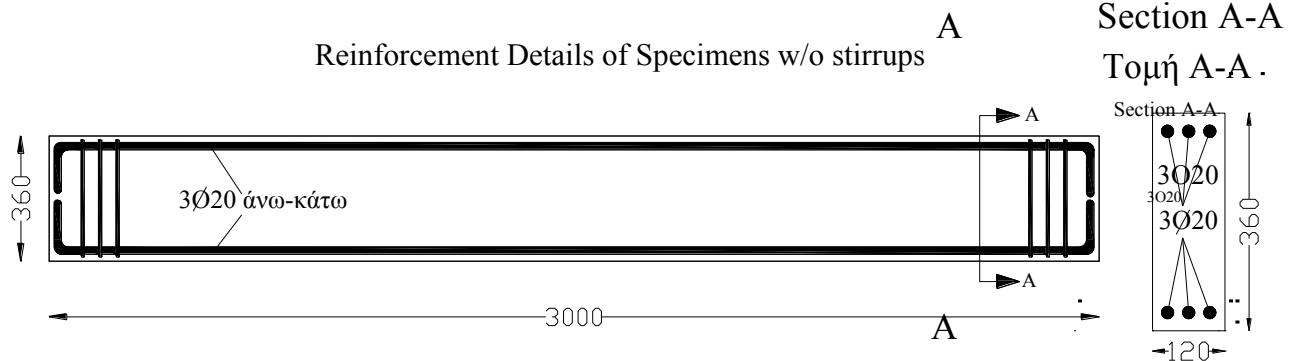 Reinforcement Details of Specimens w/o stirrups
A
Section A-A
Τομή A-A
Section A-A
A
360
3Ø20 άνω-κάτω
3Ø20
3Ø20
3Ø20
360
A
3000
A
120